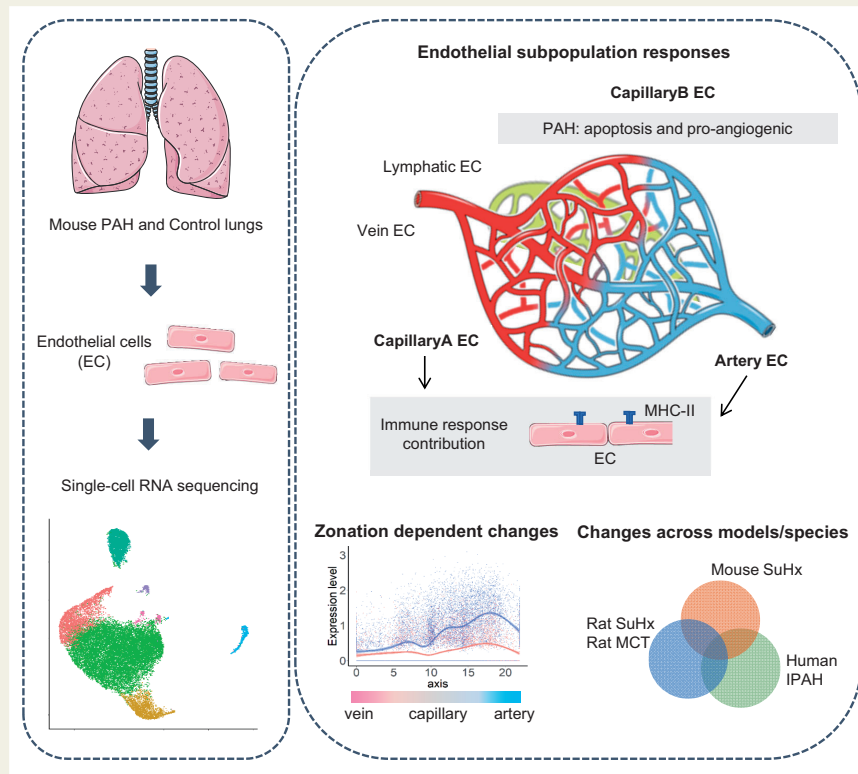 Mouse PAH and Control lungs
Endothelial cells
(EC)
Single-cell RNA sequencing
Endothelial subpopulation responses
CapillaryB EC
PAH: apoptosis and pro-angiogenic
Lymphatic EC
Vein EC
CapillaryA EC
Artery EC
Immune response
contribution
MHC-II
EC
Zonation dependent changes
Expression level
3
2
1
0
0 5 10 15 20
axis
vein capillary artery
Changes across models/species
Mouse SuHx
Rat SuHx
Rat MCT
Human
IPAH